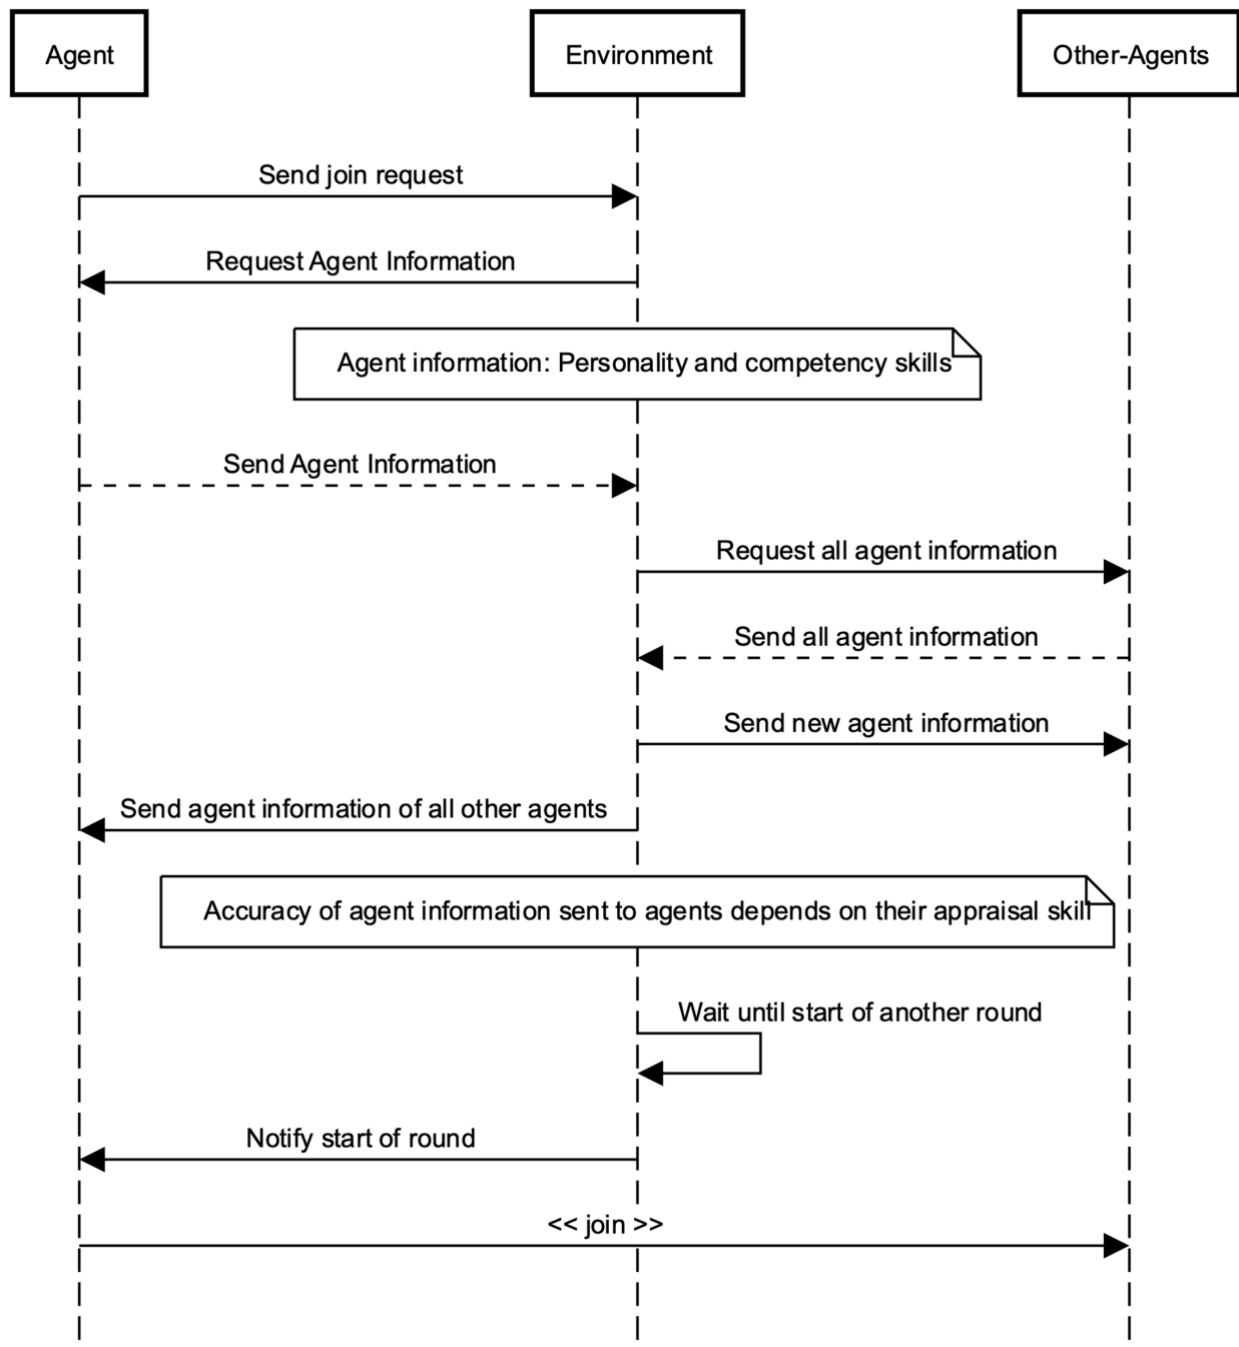 Agent
Environment
Other-Agents
Send join request
Request Agent Information
Agent information: Personality and competency skills
Send Agent Information
Request all agent information
Send all agent information
Send new agent information
Send agent information of all other agents
Accuracy of agent information sent to agents depends on their appraisal skill
Wait until start of another round
Notify start of round
<< join >>